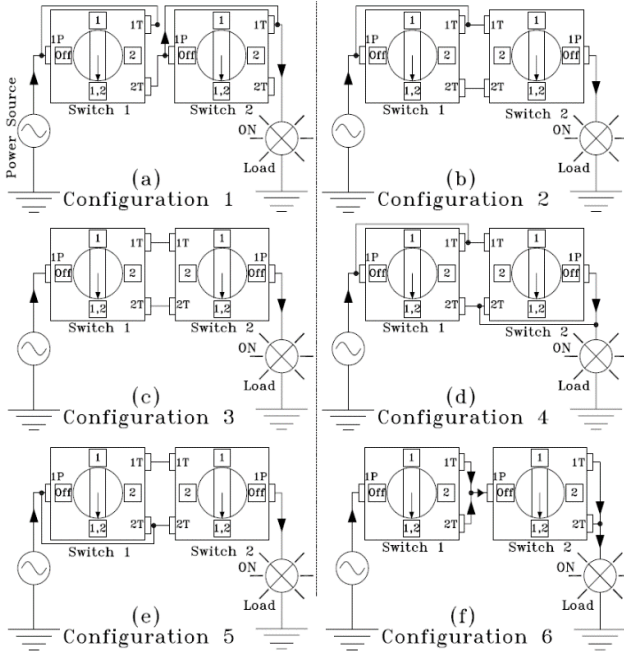 1
1T
1P
Off
2
2T
1,2
Switch 1
1
1T
1P
Off
2
2T
1,2
Switch 2
Power Source
ON
Load
(a)
Configuration 1
1
1T
1P
Off
2
2T
1,2
Switch 1
1
1T
1P
2
Off
2T
1,2
Switch 2
ON
Load
(b)
Configuration 2
1
1T
1P
Off
2
2T
1,2
Switch 1
1
1T
1P
2
Off
2T
1,2
Switch 2
ON
Load
(c)
Configuration 3
1
1T
1P
Off
2
2T
1,2
Switch 1
1
1T
1P
2
Off
2T
1,2
Switch 2
ON
Load
(d)
Configuration 4
1
1T
1P
Off
2
2T
1,2
Switch 1
1
1T
1P
2
Off
2T
1,2
Switch 2
ON
Load
(e)
Configuration 5
1
1T
1P
Off
2
2T
1,2
Switch 1
1
1T
1P
Off
2
2T
1,2
Switch 2
ON
Load
(f)
Configuration 6